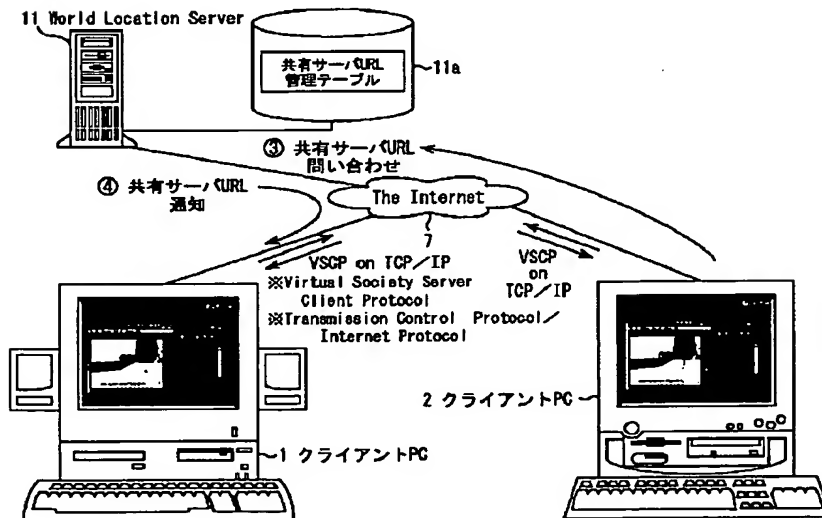 11 World Location Server
共有サーバURL
管理テーブル
11a
③ 共有サーバURL
問い合わせ
④ 共有サーバURL
通知
The Internet
7
VSCP on TCP/IP
※Virtual Society Server
Client Protocol
※Transmission Control Protocol/
Internet Protocol
VSCP
on
TCP/IP
2 クライアントPC
1 クライアントPC